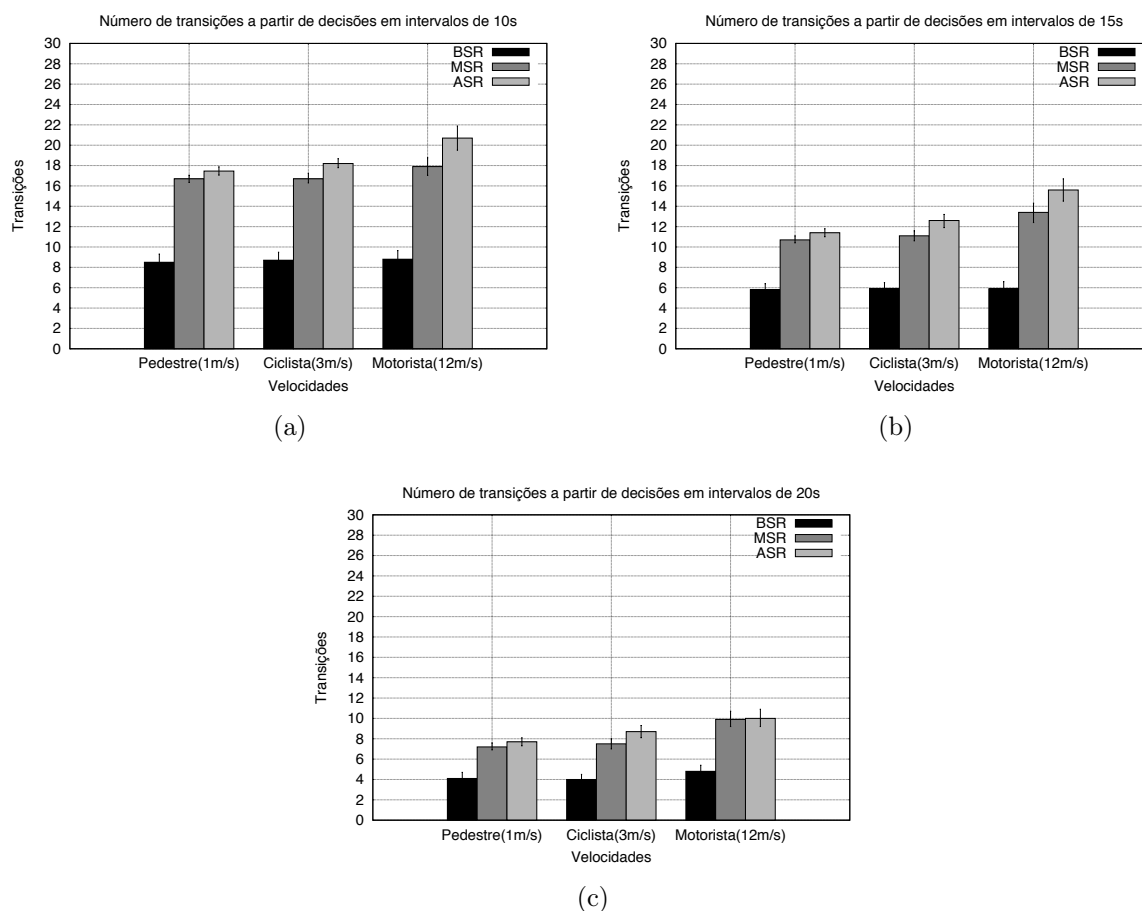 Número de transições a partir de decisões em intervalos de 10s
30
28
26
24
22
20
18
16
14
12
10
8
6
4
2
0
Transições
BSR
MSR
ASR
Pedestre(1m/s) Ciclista(3m/s) Motorista(12m/s)
Velocidades
(a)
Número de transições a partir de decisões em intervalos de 15s
30
28
26
24
22
20
18
16
14
12
10
8
6
4
2
0
Transições
BSR
MSR
ASR
Pedestre(1m/s) Ciclista(3m/s) Motorista(12m/s)
Velocidades
(b)
Número de transições a partir de decisões em intervalos de 20s
30
28
26
24
22
20
18
16
14
12
10
8
6
4
2
0
Transições
BSR
MSR
ASR
Pedestre(1m/s) Ciclista(3m/s) Motorista(12m/s)
Velocidades
(c)